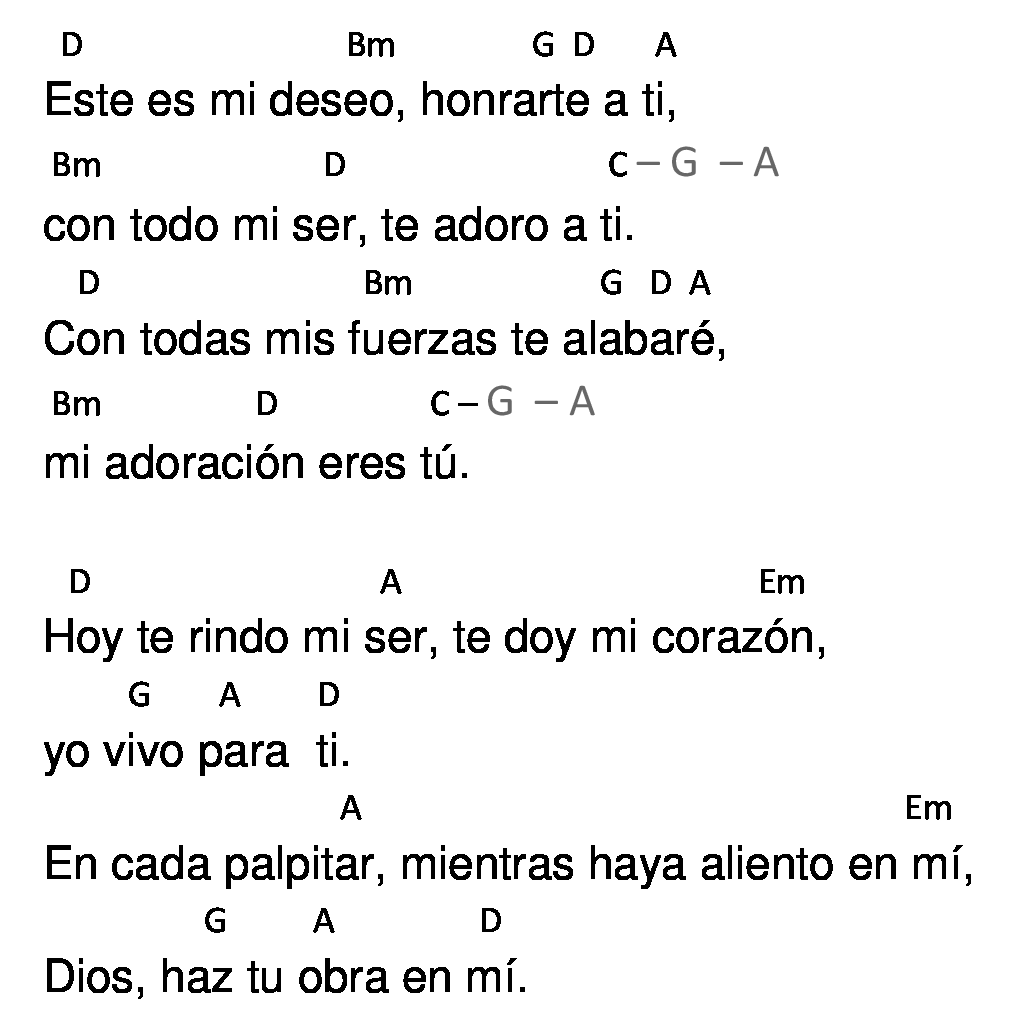 D Bm G D A
Este es mi deseo, honrarte a ti,
Bm D C – G – A
con todo mi ser, te adoro a ti.
D Bm G D A
Con todas mis fuerzas te alabaré,
Bm D C – G – A
mi adoración eres tú.
D A Em
Hoy te rindo mi ser, te doy mi corazón,
G A D
yo vivo para ti.
A Em
En cada palpitar, mientras haya aliento en mí,
G A D
Dios, haz tu obra en mí.